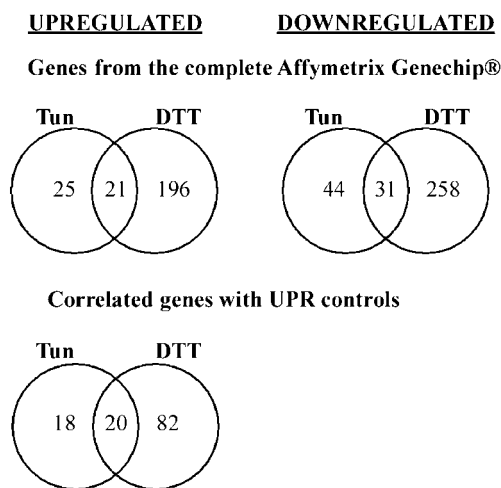 UPREGULATED DOWNREGULATED
Genes from the complete Affymetrix Genechip®
Tun DTT Tun DTT
25 21 196 44 31 258
Correlated genes with UPR controls
Tun DTT
18 20 82